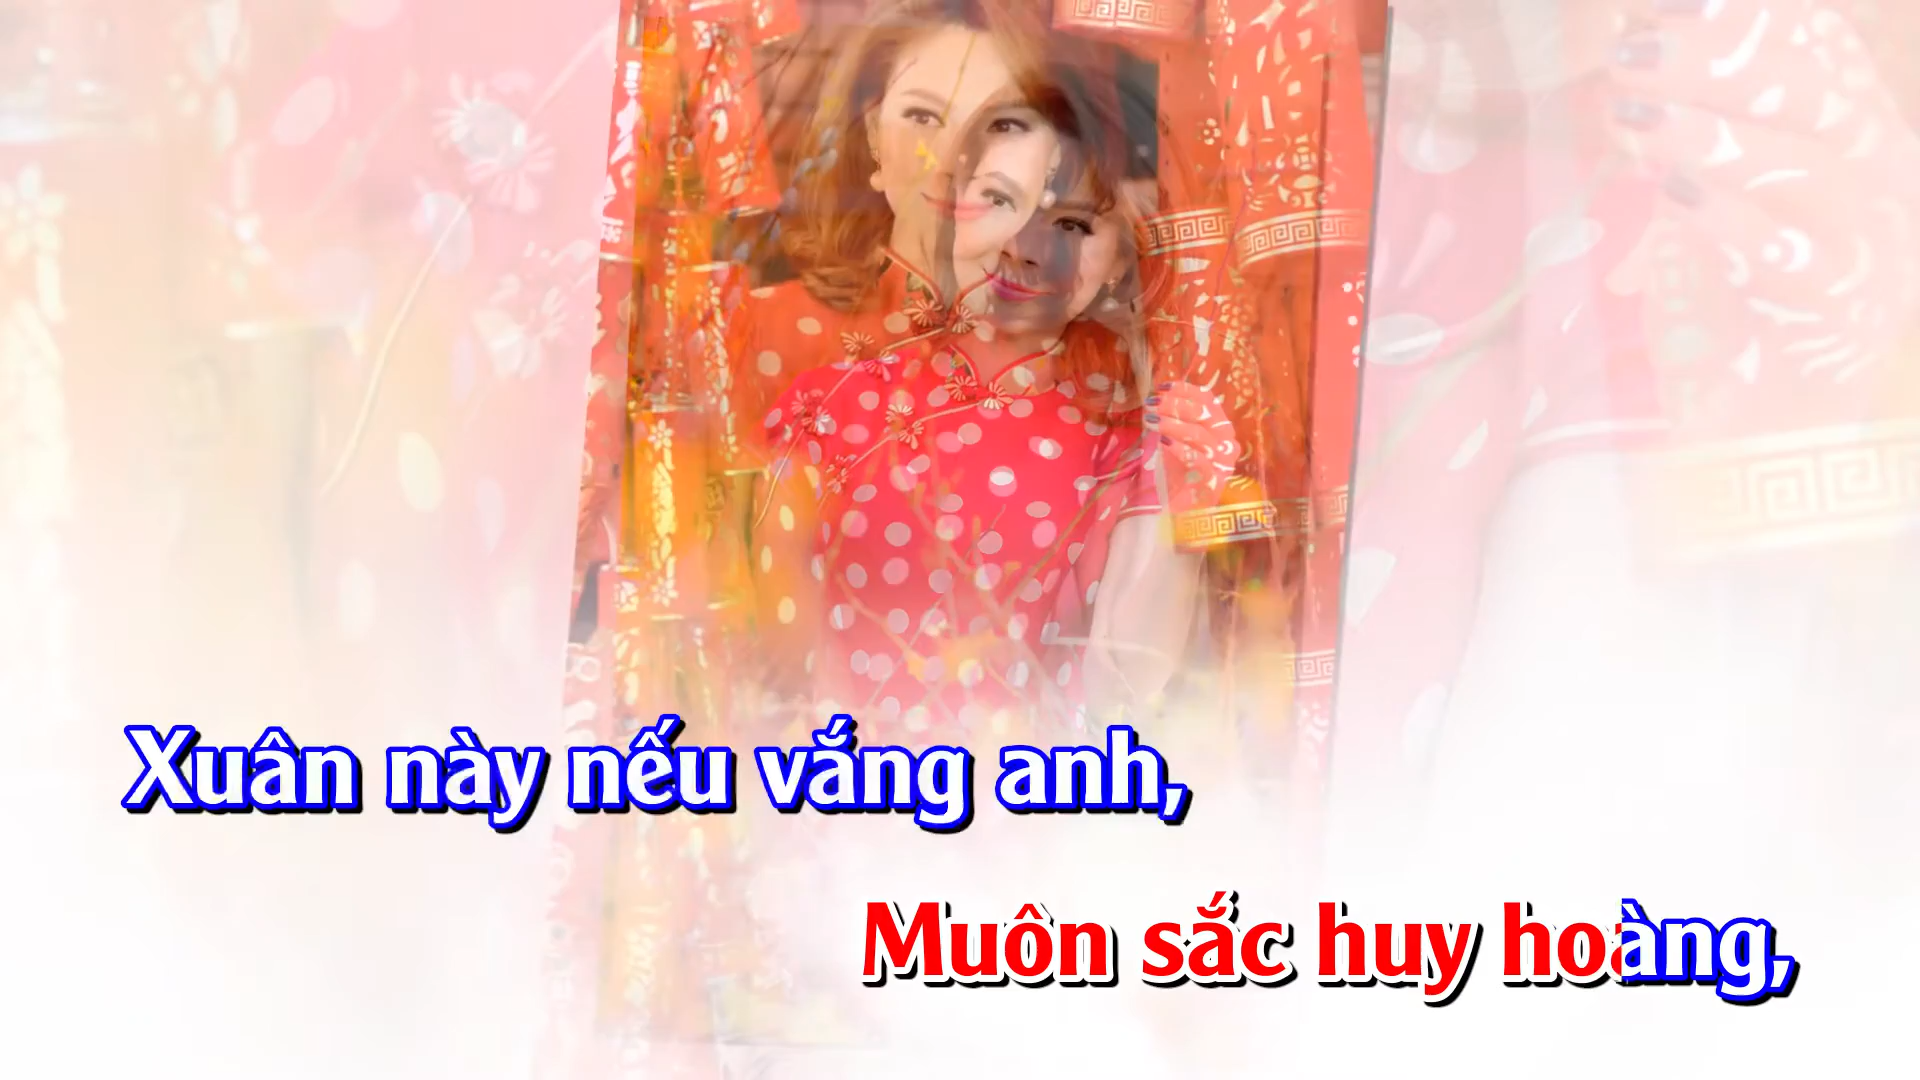 Xuân này nếu vắng anh,
Muôn sắc huy hoàng,